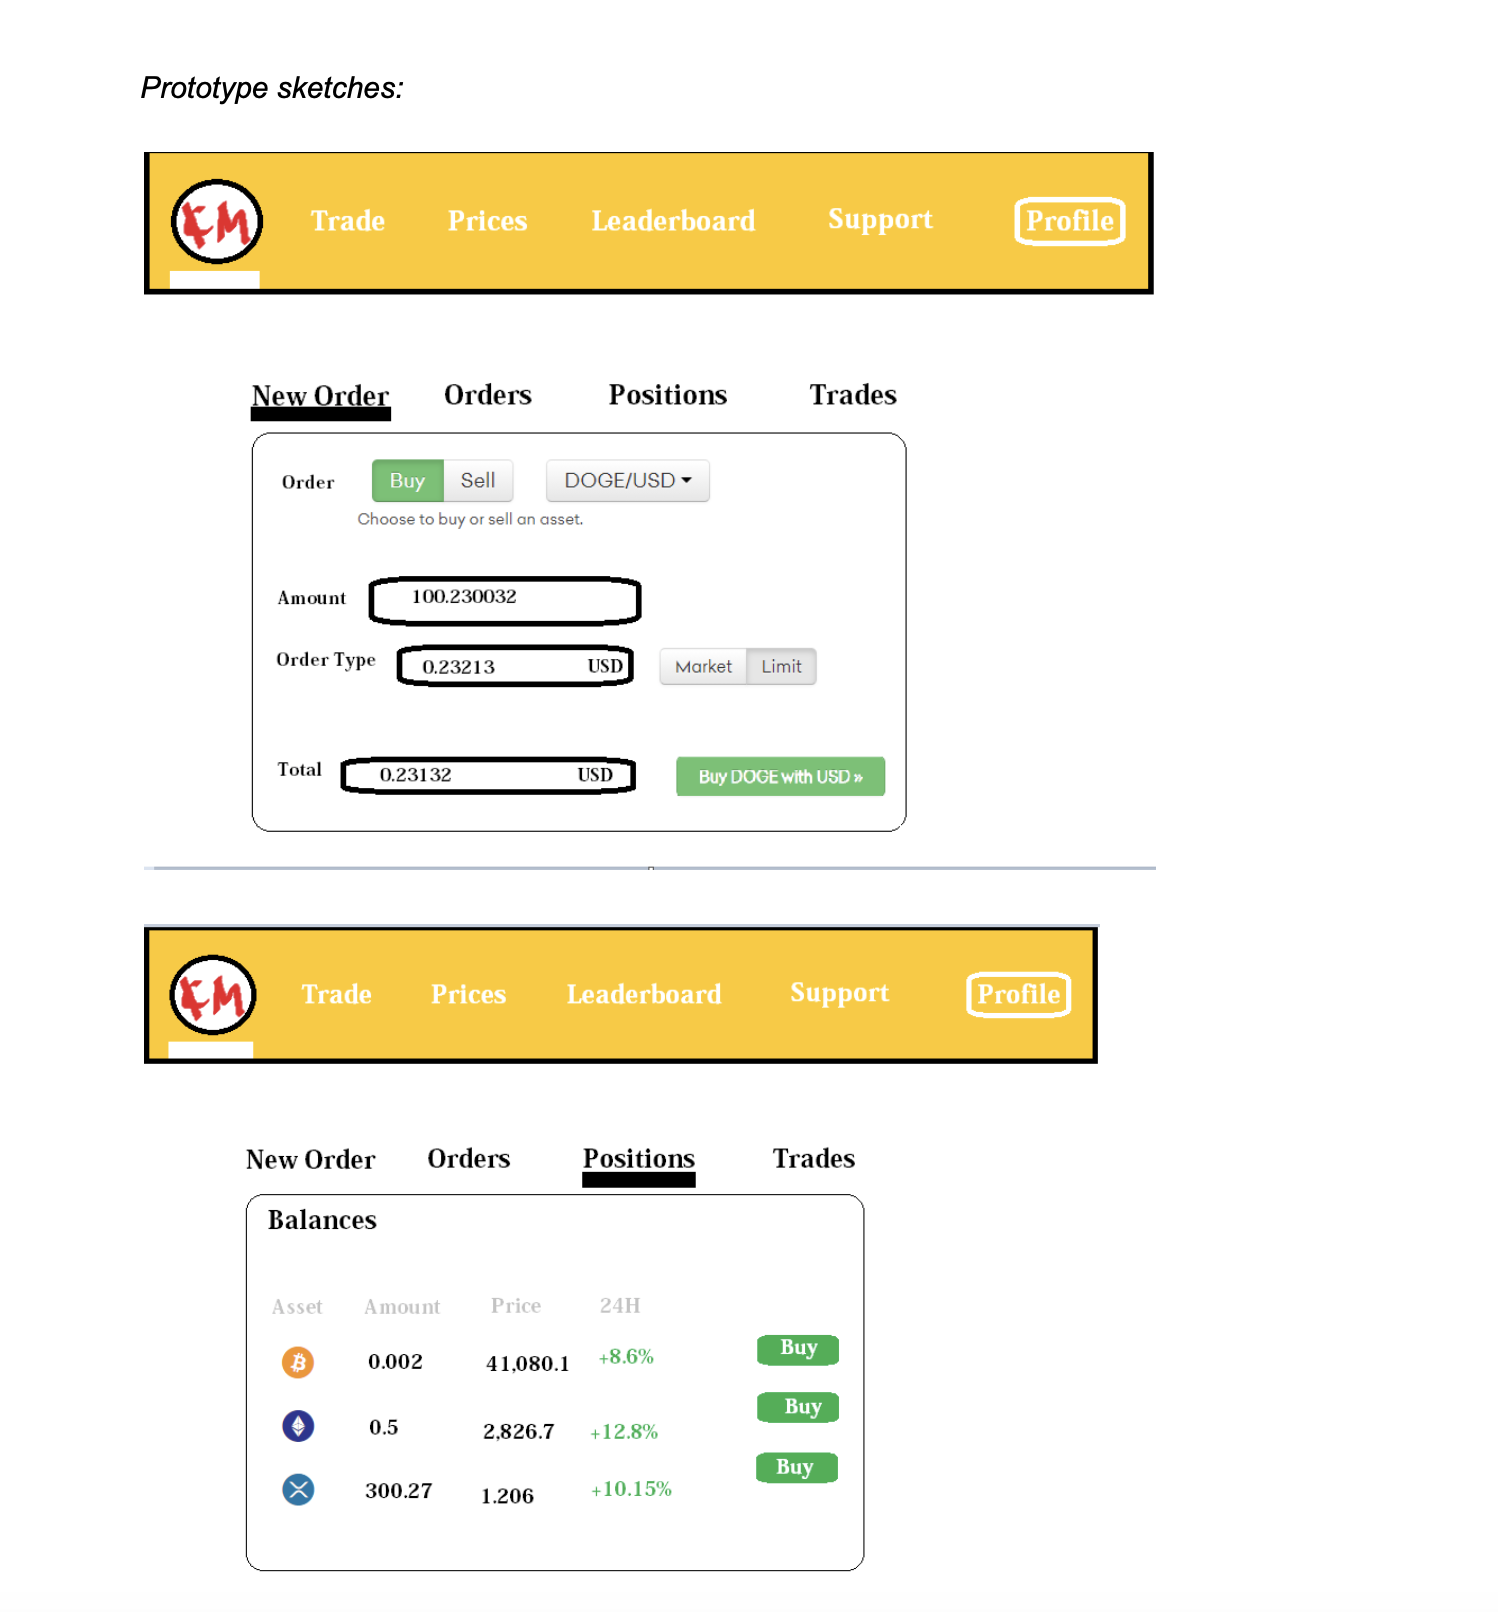 Prototype sketches:
KM Trade Prices Leaderboard Support Profile
New Order Orders Positions Trades
Order Buy Sell DOGE/USD
Choose to buy or sell an asset.
Amount 100.230032
Order Type 0.23213 USD Market Limit
Total 0.23132 USD Buy DOGE with USD »
KM Trade Prices Leaderboard Support Profile
New Order Orders Positions Trades
Balances
Asset Amount Price 24H
0.002 41,080.1 +8.6% Buy
0.5 2,826.7 +12.8% Buy
300.27 1.206 +10.15% Buy